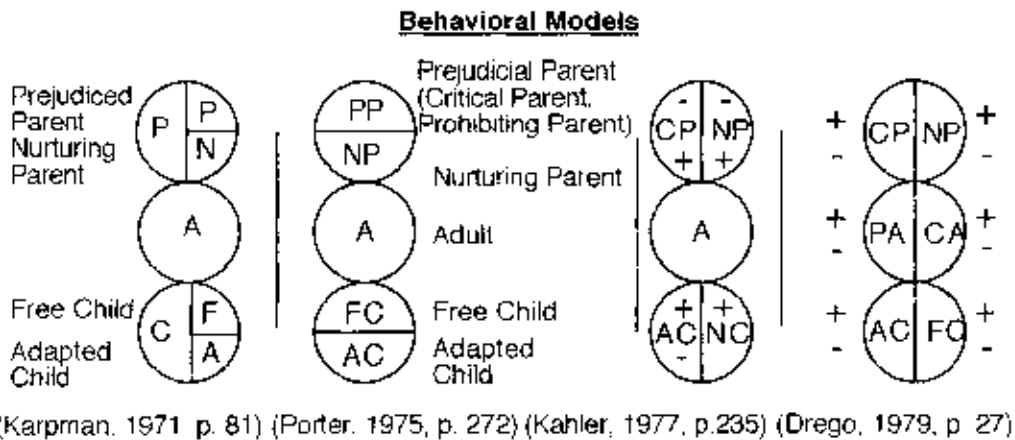 Behavioral Models
Prejudiced
Parent
Nurturing
Parent
P
P
N
A
Free Child
Adapted
Child
C
F
A
PP
NP
A
FC
AC
Prejudicial Parent
(Critical Parent.
Prohibiting Parent)
Nurturing Parent
Adult
Free Child
Adapted
Child
- -
CP NP
+ +
A
+ +
AC NC
-
+ CP NP +
- -
+ PA CA +
- -
+ AC FC +
- -
(Karpman. 1971 p. 81) (Porter. 1975, p. 272) (Kahler, 1977, p.235) (Drego, 1979, p 27)